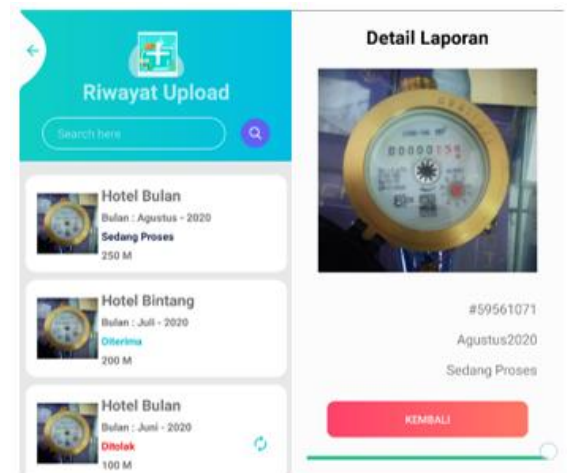 Riwayat Upload
Search here
Hotel Bulan
Bulan : Agustus - 2020
Sedang Proses
250 M
Hotel Bintang
Bulan : Juli - 2020
Diterima
200 M
Hotel Bulan
Bulan : Juni - 2020
Ditolak
100 M
Detail Laporan
#59561071
Agustus2020
Sedang Proses
KEMBALI